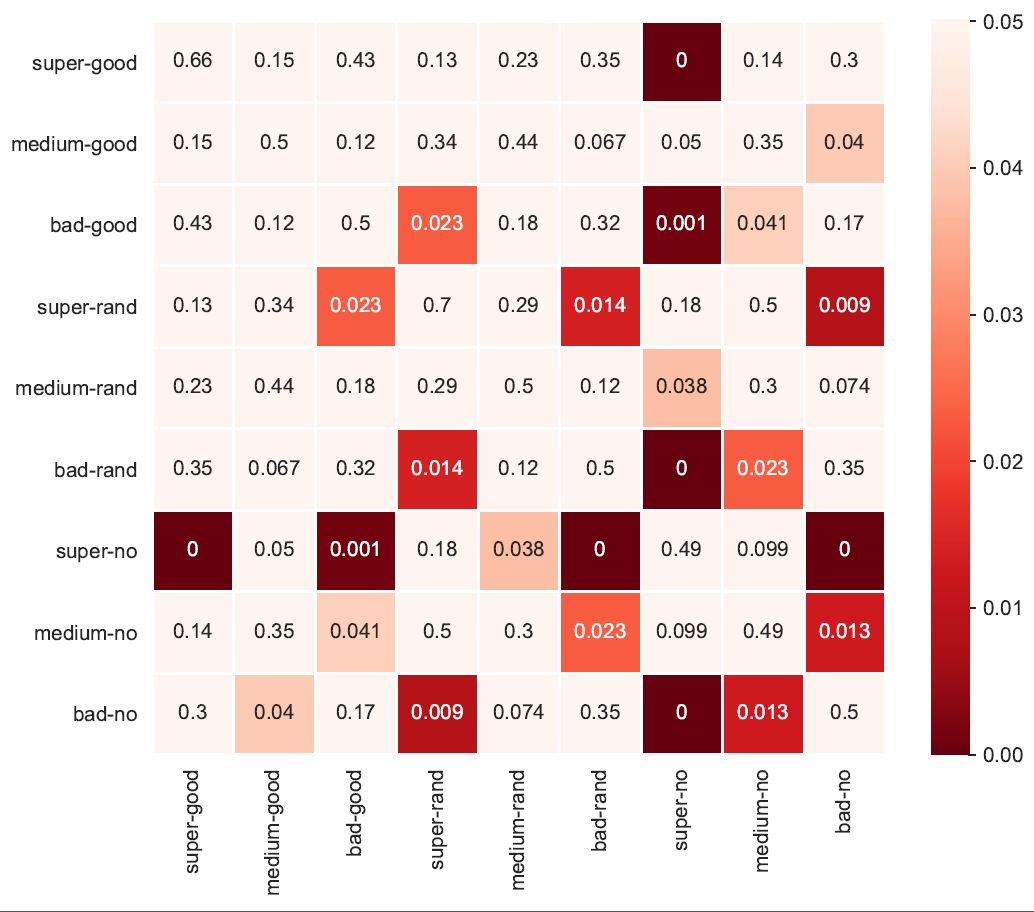 super-good 0.66 0.15 0.43 0.13 0.23 0.35 0 0.14 0.3
medium-good 0.15 0.5 0.12 0.34 0.44 0.067 0.05 0.35 0.04
bad-good 0.43 0.12 0.5 0.023 0.18 0.32 0.001 0.041 0.17
super-rand 0.13 0.34 0.023 0.7 0.29 0.014 0.18 0.5 0.009
medium-rand 0.23 0.44 0.18 0.29 0.5 0.12 0.038 0.3 0.074
bad-rand 0.35 0.067 0.32 0.014 0.12 0.5 0 0.023 0.35
super-no 0 0.05 0.001 0.18 0.038 0 0.49 0.099 0
medium-no 0.14 0.35 0.041 0.5 0.3 0.023 0.099 0.49 0.013
bad-no 0.3 0.04 0.17 0.009 0.074 0.35 0 0.013 0.5
super-good
medium-good
bad-good
super-rand
medium-rand
bad-rand
super-no
medium-no
bad-no
0.05
0.04
0.03
0.02
0.01
0.00